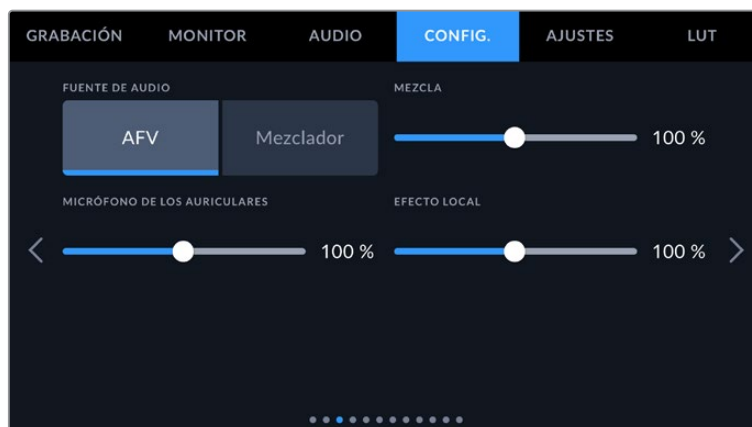 GRABACIÓN MONITOR AUDIO CONFIG. AJUSTES LUT
FUENTE DE AUDIO MEZCLA
AFV Mezclador 100 %
MICRÓFONO DE LOS AURICULARES EFECTO LOCAL
100 % 100 %